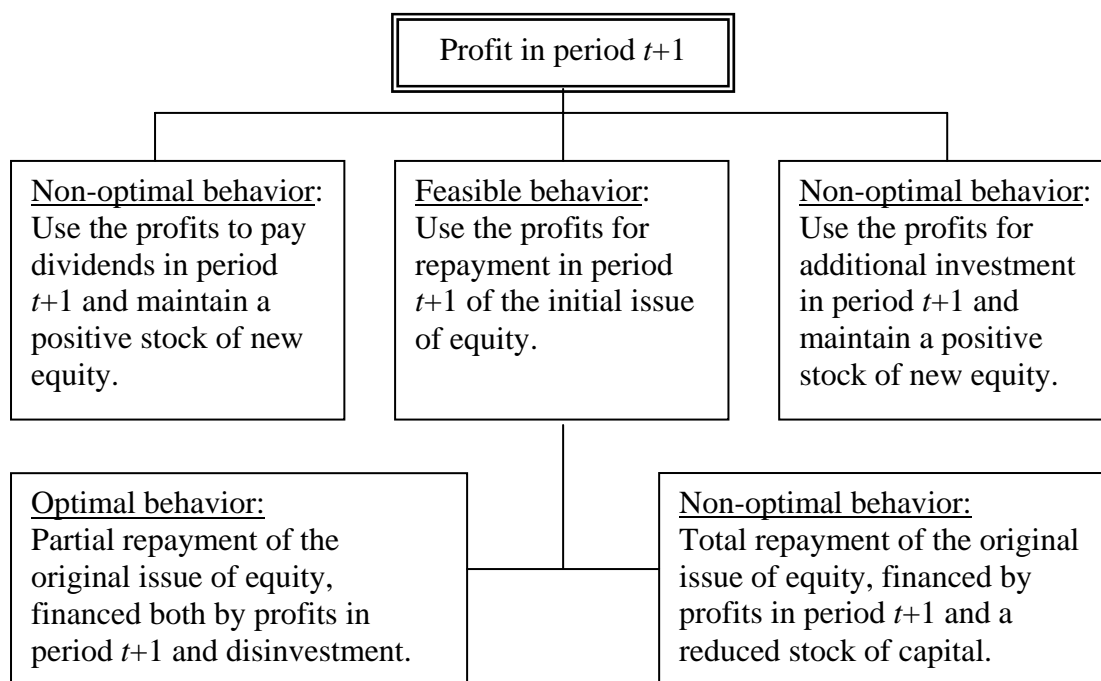 Profit in period t+1
Non-optimal behavior:
Use the profits to pay
dividends in period
t+1 and maintain a
positive stock of new
equity.
Feasible behavior:
Use the profits for
repayment in period
t+1 of the initial issue
of equity.
Non-optimal behavior:
Use the profits for
additional investment
in period t+1 and
maintain a positive
stock of new equity.
Optimal behavior:
Partial repayment of the
original issue of equity,
financed both by profits in
period t+1 and disinvestment.
Non-optimal behavior:
Total repayment of the original
issue of equity, financed by
profits in period t+1 and a
reduced stock of capital.